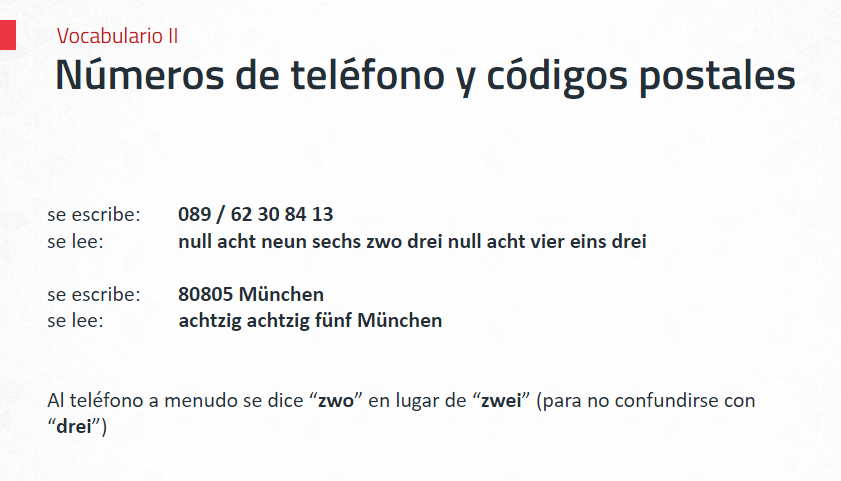 Vocabulario II
Números de teléfono y códigos postales
se escribe: 089 / 62 30 84 13
se lee: null acht neun sechs zwo drei null acht vier eins drei
se escribe: 80805 München
se lee: achtzig achtzig fünf München
Al teléfono a menudo se dice “zwo” en lugar de “zwei” (para no confundirse con
“drei”)